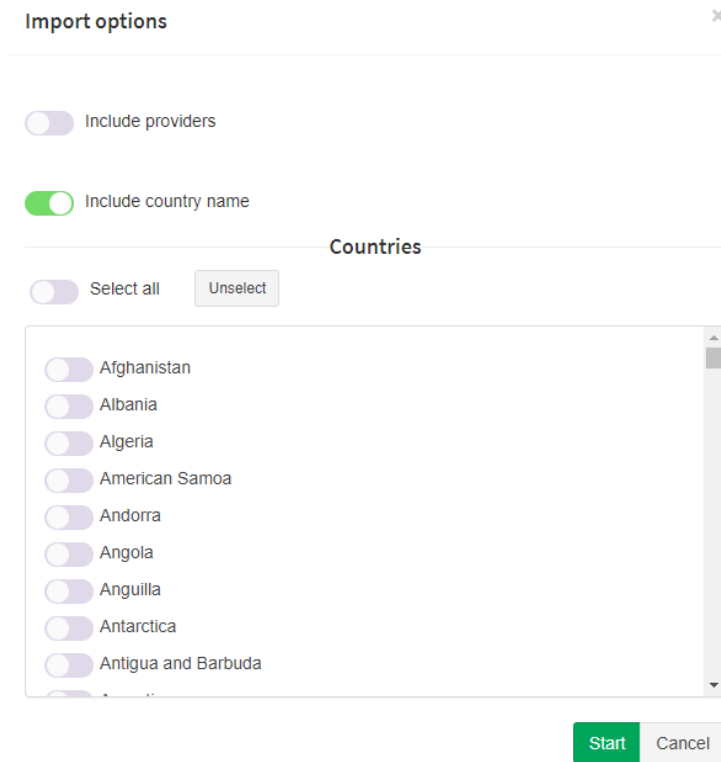 Import options
×
Include providers
Include country name
Countries
Select all
Unselect
Afghanistan
Albania
Algeria
American Samoa
Andorra
Angola
Anguilla
Antarctica
Antigua and Barbuda
Start
Cancel